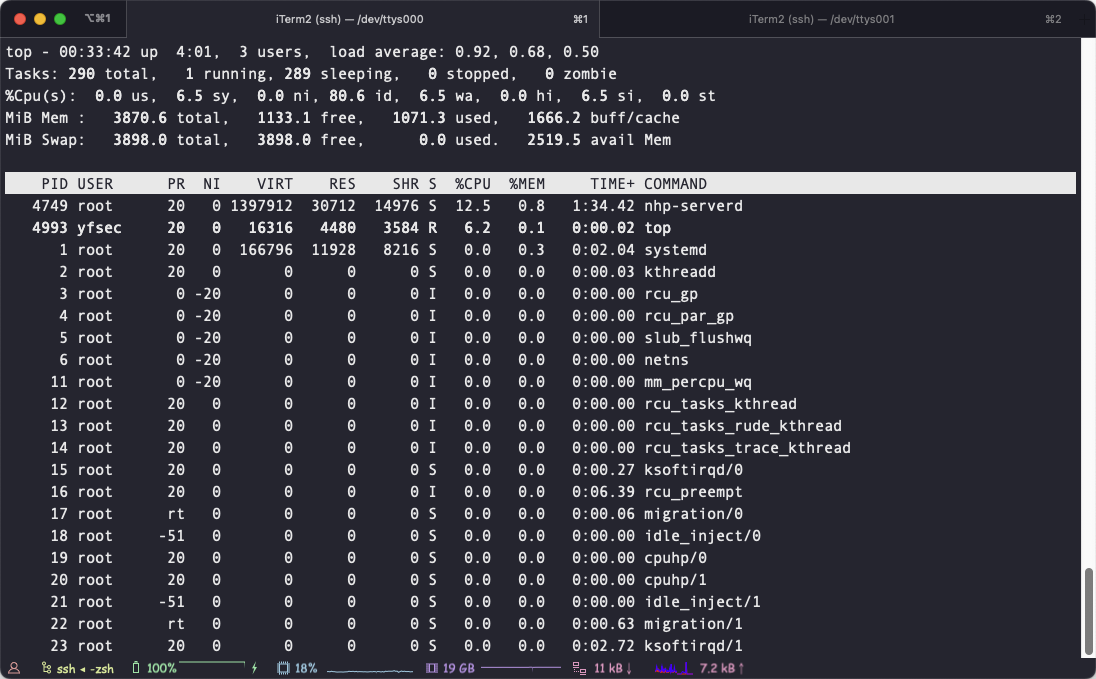 ⌥⌘1 iTerm2 (ssh) — /dev/ttys000 ⌘1 iTerm2 (ssh) — /dev/ttys001 ⌘2
top - 00:33:42 up  4:01,  3 users,  load average: 0.92, 0.68, 0.50
Tasks: 290 total,   1 running, 289 sleeping,   0 stopped,   0 zombie
%Cpu(s):  0.0 us,  6.5 sy,  0.0 ni, 80.6 id,  6.5 wa,  0.0 hi,  6.5 si,  0.0 st
MiB Mem :   3870.6 total,   1133.1 free,   1071.3 used,   1666.2 buff/cache
MiB Swap:   3898.0 total,   3898.0 free,      0.0 used.   2519.5 avail Mem
PID USER      PR  NI    VIRT    RES    SHR S  %CPU  %MEM     TIME+ COMMAND
4749 root      20   0 1397912  30712  14976 S  12.5   0.8   1:34.42 nhp-serverd
4993 yfsec     20   0   16316   4480   3584 R   6.2   0.1   0:00.02 top
1 root      20   0  166796  11928   8216 S   0.0   0.3   0:02.04 systemd
2 root      20   0       0      0      0 S   0.0   0.0   0:00.03 kthreadd
3 root       0 -20       0      0      0 I   0.0   0.0   0:00.00 rcu_gp
4 root       0 -20       0      0      0 I   0.0   0.0   0:00.00 rcu_par_gp
5 root       0 -20       0      0      0 I   0.0   0.0   0:00.00 slub_flushwq
6 root       0 -20       0      0      0 I   0.0   0.0   0:00.00 netns
11 root       0 -20       0      0      0 I   0.0   0.0   0:00.00 mm_percpu_wq
12 root      20   0       0      0      0 I   0.0   0.0   0:00.00 rcu_tasks_kthread
13 root      20   0       0      0      0 I   0.0   0.0   0:00.00 rcu_tasks_rude_kthread
14 root      20   0       0      0      0 I   0.0   0.0   0:00.00 rcu_tasks_trace_kthread
15 root      20   0       0      0      0 S   0.0   0.0   0:00.27 ksoftirqd/0
16 root      20   0       0      0      0 I   0.0   0.0   0:06.39 rcu_preempt
17 root      rt   0       0      0      0 S   0.0   0.0   0:00.06 migration/0
18 root     -51   0       0      0      0 S   0.0   0.0   0:00.00 idle_inject/0
19 root      20   0       0      0      0 S   0.0   0.0   0:00.00 cpuhp/0
20 root      20   0       0      0      0 S   0.0   0.0   0:00.00 cpuhp/1
21 root     -51   0       0      0      0 S   0.0   0.0   0:00.00 idle_inject/1
22 root      rt   0       0      0      0 S   0.0   0.0   0:00.63 migration/1
23 root      20   0       0      0      0 S   0.0   0.0   0:02.72 ksoftirqd/1
ssh ◂ -zsh 100% 18% 19 GB 11 kB↓ 7.2 kB↑